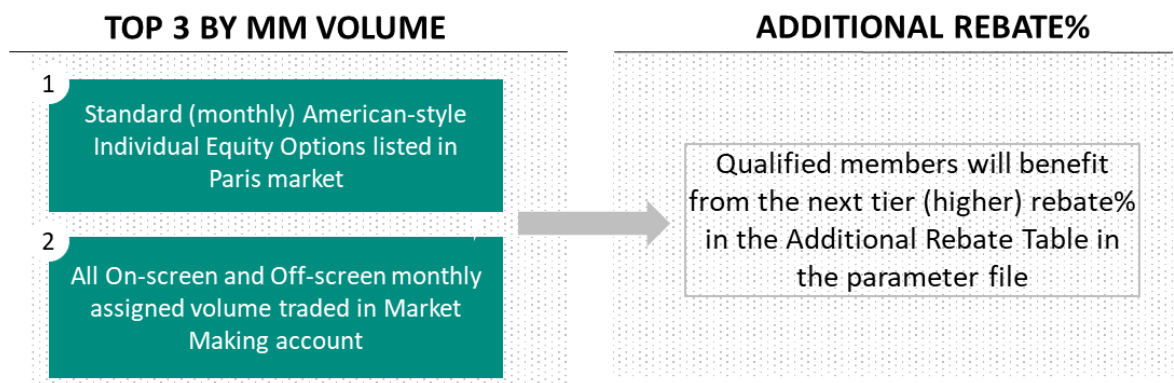 TOP 3 BY MM VOLUME
1
Standard (monthly) American-style
Individual Equity Options listed in
Paris market
2
All On-screen and Off-screen monthly
assigned volume traded in Market
Making account
ADDITIONAL REBATE%
Qualified members will benefit
from the next tier (higher) rebate%
in the Additional Rebate Table in
the parameter file